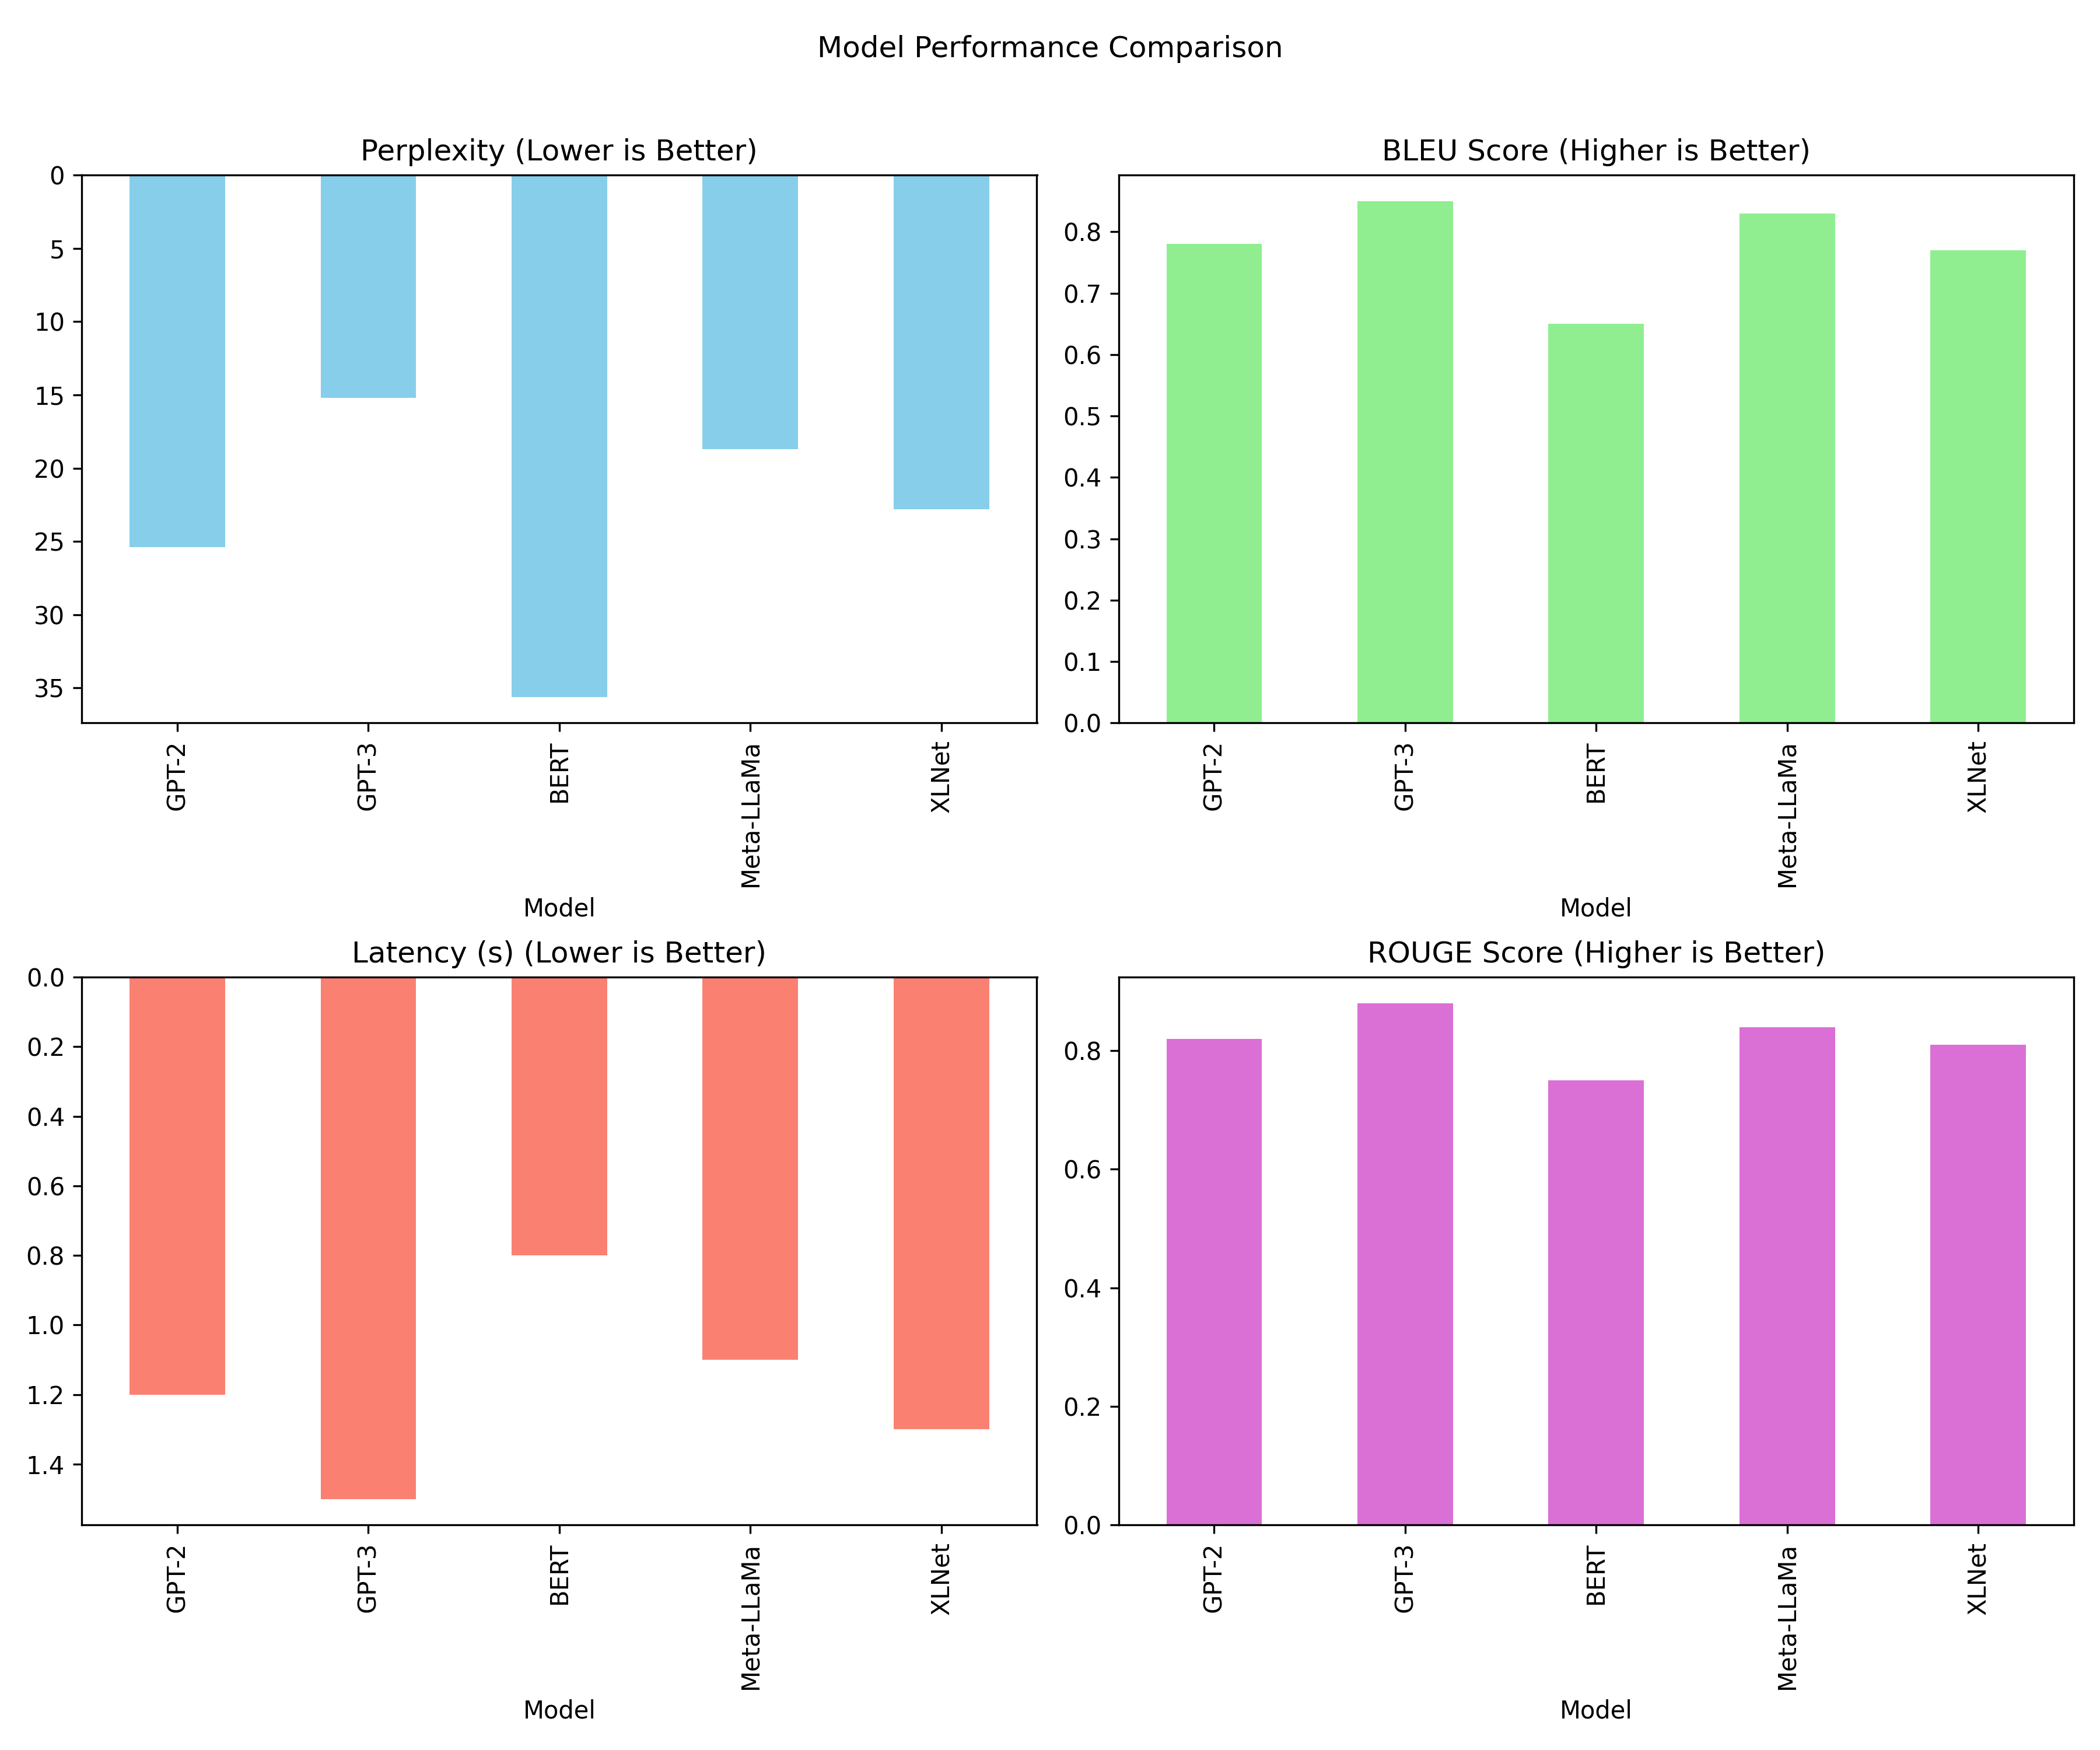 Model Performance Comparison
Perplexity (Lower is Better)
0
5
10
15
20
25
30
35
GPT-2
GPT-3
BERT
Meta-LLaMa
XLNet
Model
BLEU Score (Higher is Better)
0.8
0.7
0.6
0.5
0.4
0.3
0.2
0.1
0.0
GPT-2
GPT-3
BERT
Meta-LLaMa
XLNet
Model
Latency (s) (Lower is Better)
0.0
0.2
0.4
0.6
0.8
1.0
1.2
1.4
GPT-2
GPT-3
BERT
Meta-LLaMa
XLNet
Model
ROUGE Score (Higher is Better)
0.8
0.6
0.4
0.2
0.0
GPT-2
GPT-3
BERT
Meta-LLaMa
XLNet
Model